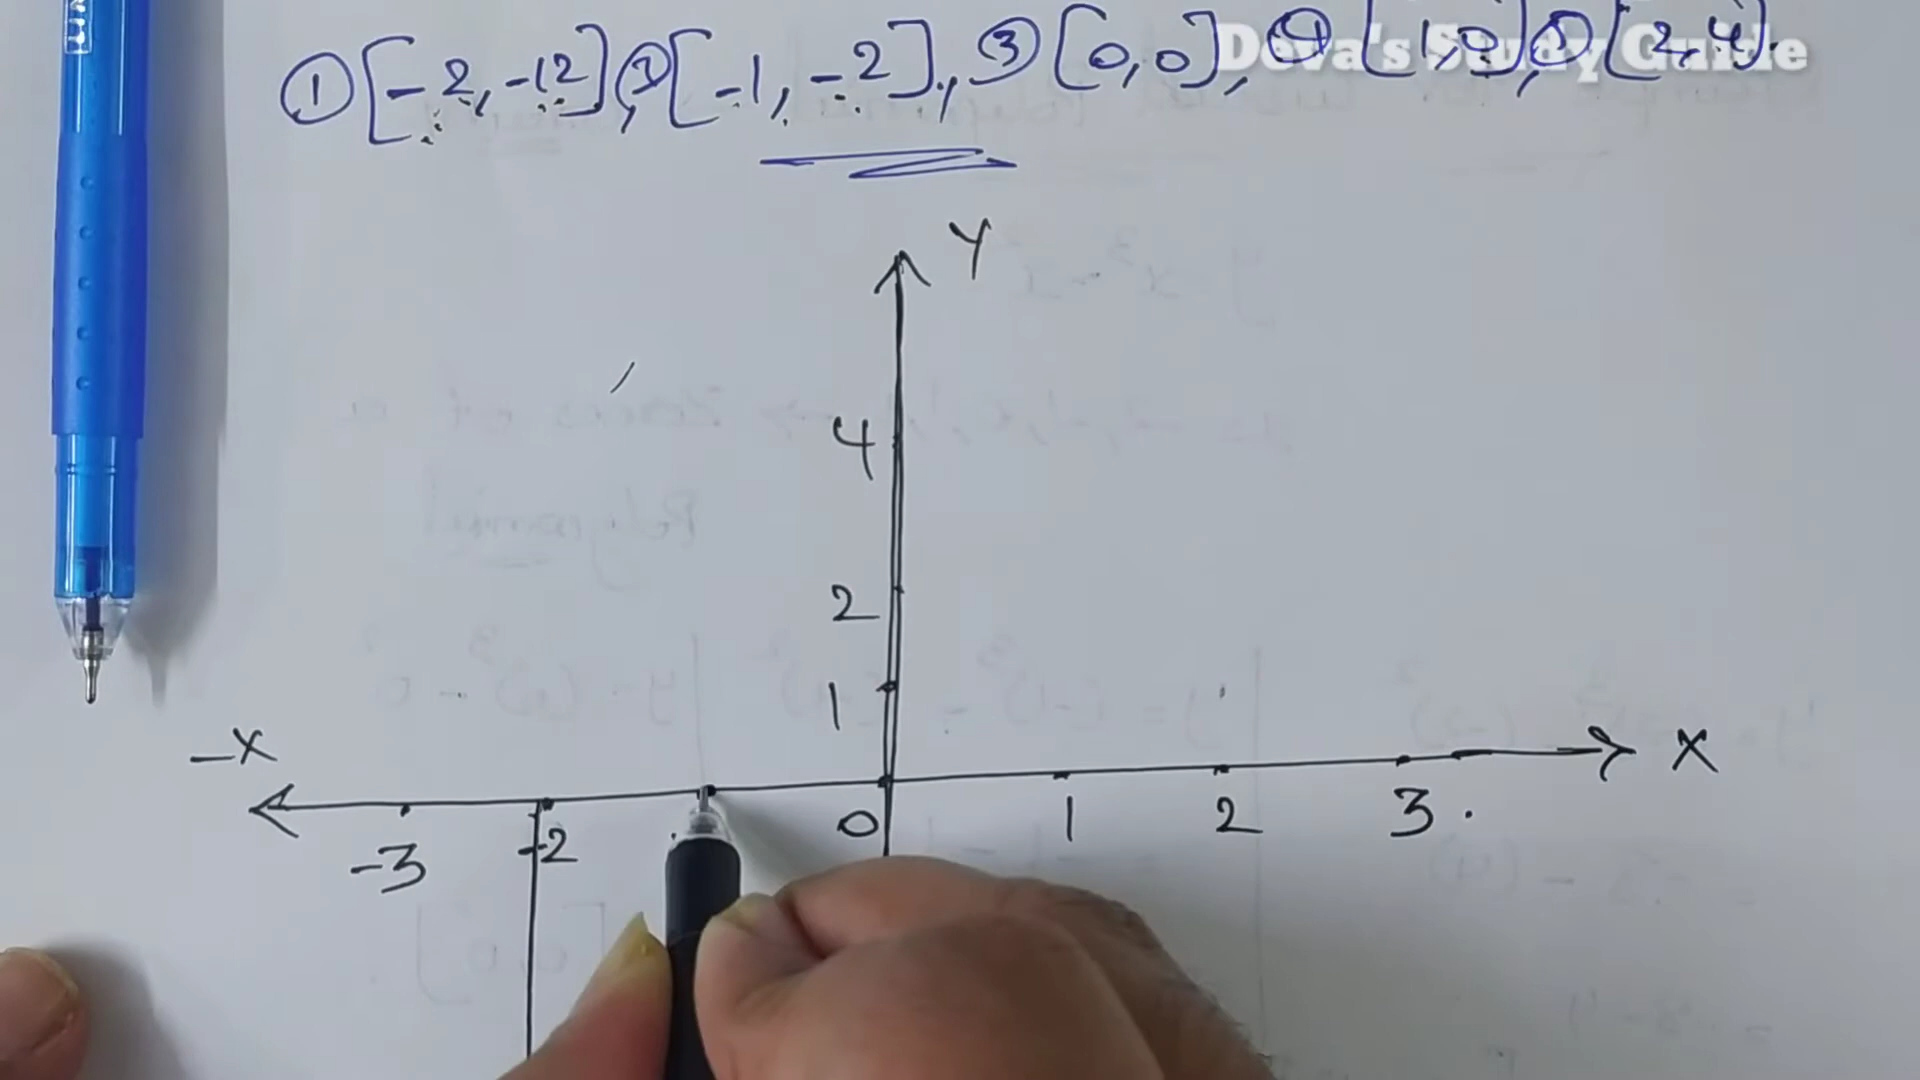 ① [-2, -12], ② [-1, -2], ③ [0,0], ④ [1,0], ⑤ [2,4].
Deva's Study Guide
Y
4
2
1
-X
X
-3 -2 0 1 2 3